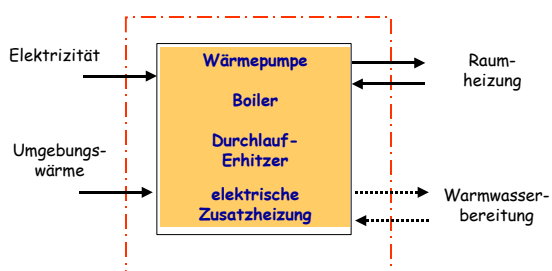 Elektrizität
Umgebungs-
wärme
Wärmepumpe
Boiler
Durchlauf-
Erhitzer
elektrische
Zusatzheizung
Raum-
heizung
Warmwasser-
bereitung